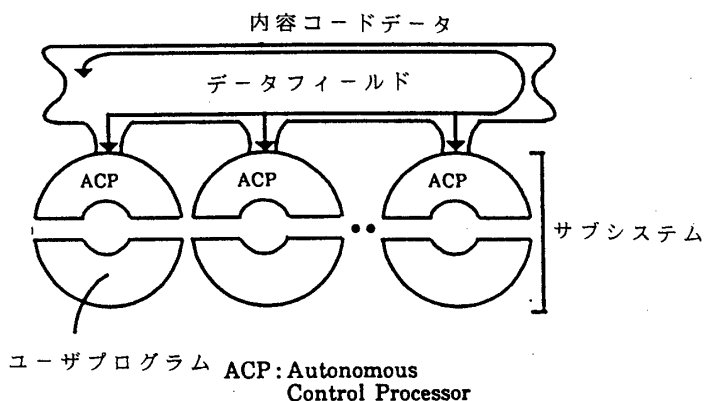 内容コードデータ
データフィールド
ACP
ACP
ACP
サブシステム
ユーザプログラム
ACP: Autonomous
Control Processor